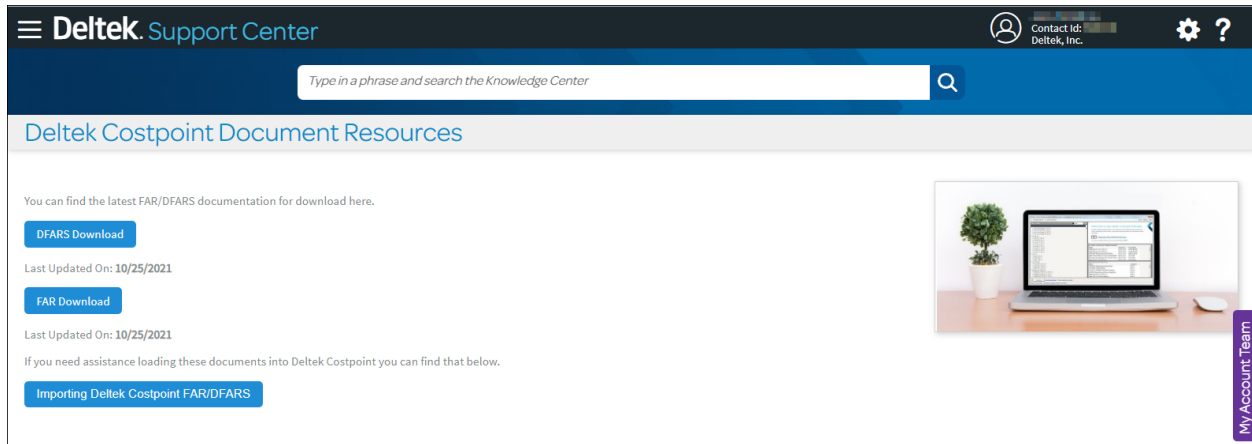 Deltek. Support Center
Contact Id:
Deltek, Inc.
?
Type in a phrase and search the Knowledge Center
Deltek Costpoint Document Resources
You can find the latest FAR/DFARS documentation for download here.
DFARS Download
Last Updated On: 10/25/2021
FAR Download
Last Updated On: 10/25/2021
If you need assistance loading these documents into Deltek Costpoint you can find that below.
Importing Deltek Costpoint FAR/DFARS
My Account Team